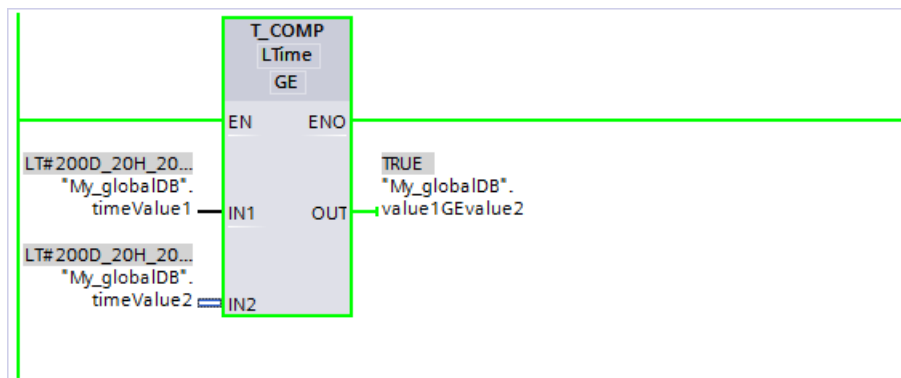 T_COMP
LTime
GE
EN ENO
LT#200D_20H_20...
"My_globalDB".
timeValue1
IN1
OUT
TRUE
"My_globalDB".
value1GEvalue2
LT#200D_20H_20...
"My_globalDB".
timeValue2
IN2